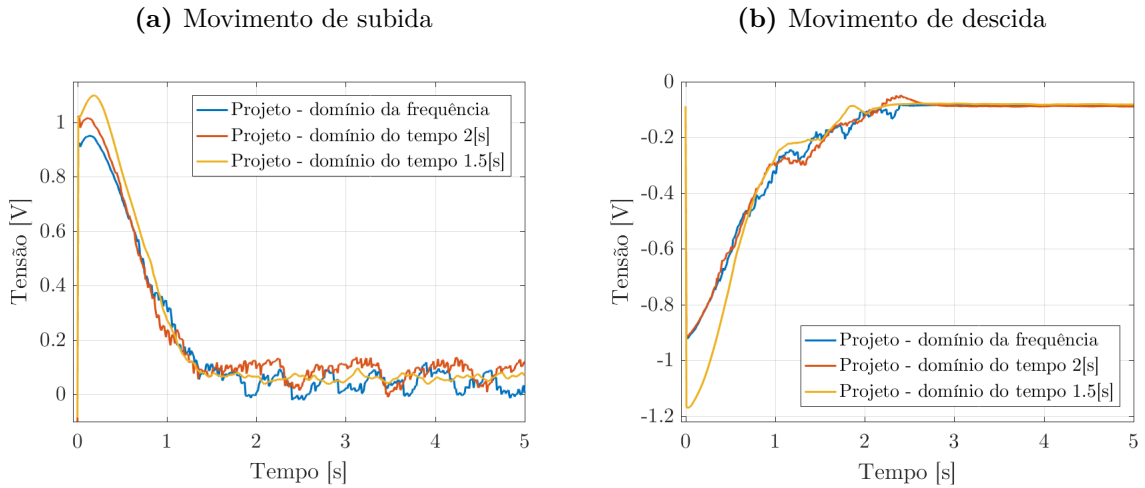 (a) Movimento de subida
Tensão [V]
1
0.8
0.6
0.4
0.2
0
Projeto - domínio da frequência
Projeto - domínio do tempo 2[s]
Projeto - domínio do tempo 1.5[s]
0 1 2 3 4 5
Tempo [s]
(b) Movimento de descida
Tensão [V]
0
-0.2
-0.4
-0.6
-0.8
-1
-1.2
Projeto - domínio da frequência
Projeto - domínio do tempo 2[s]
Projeto - domínio do tempo 1.5[s]
0 1 2 3 4 5
Tempo [s]